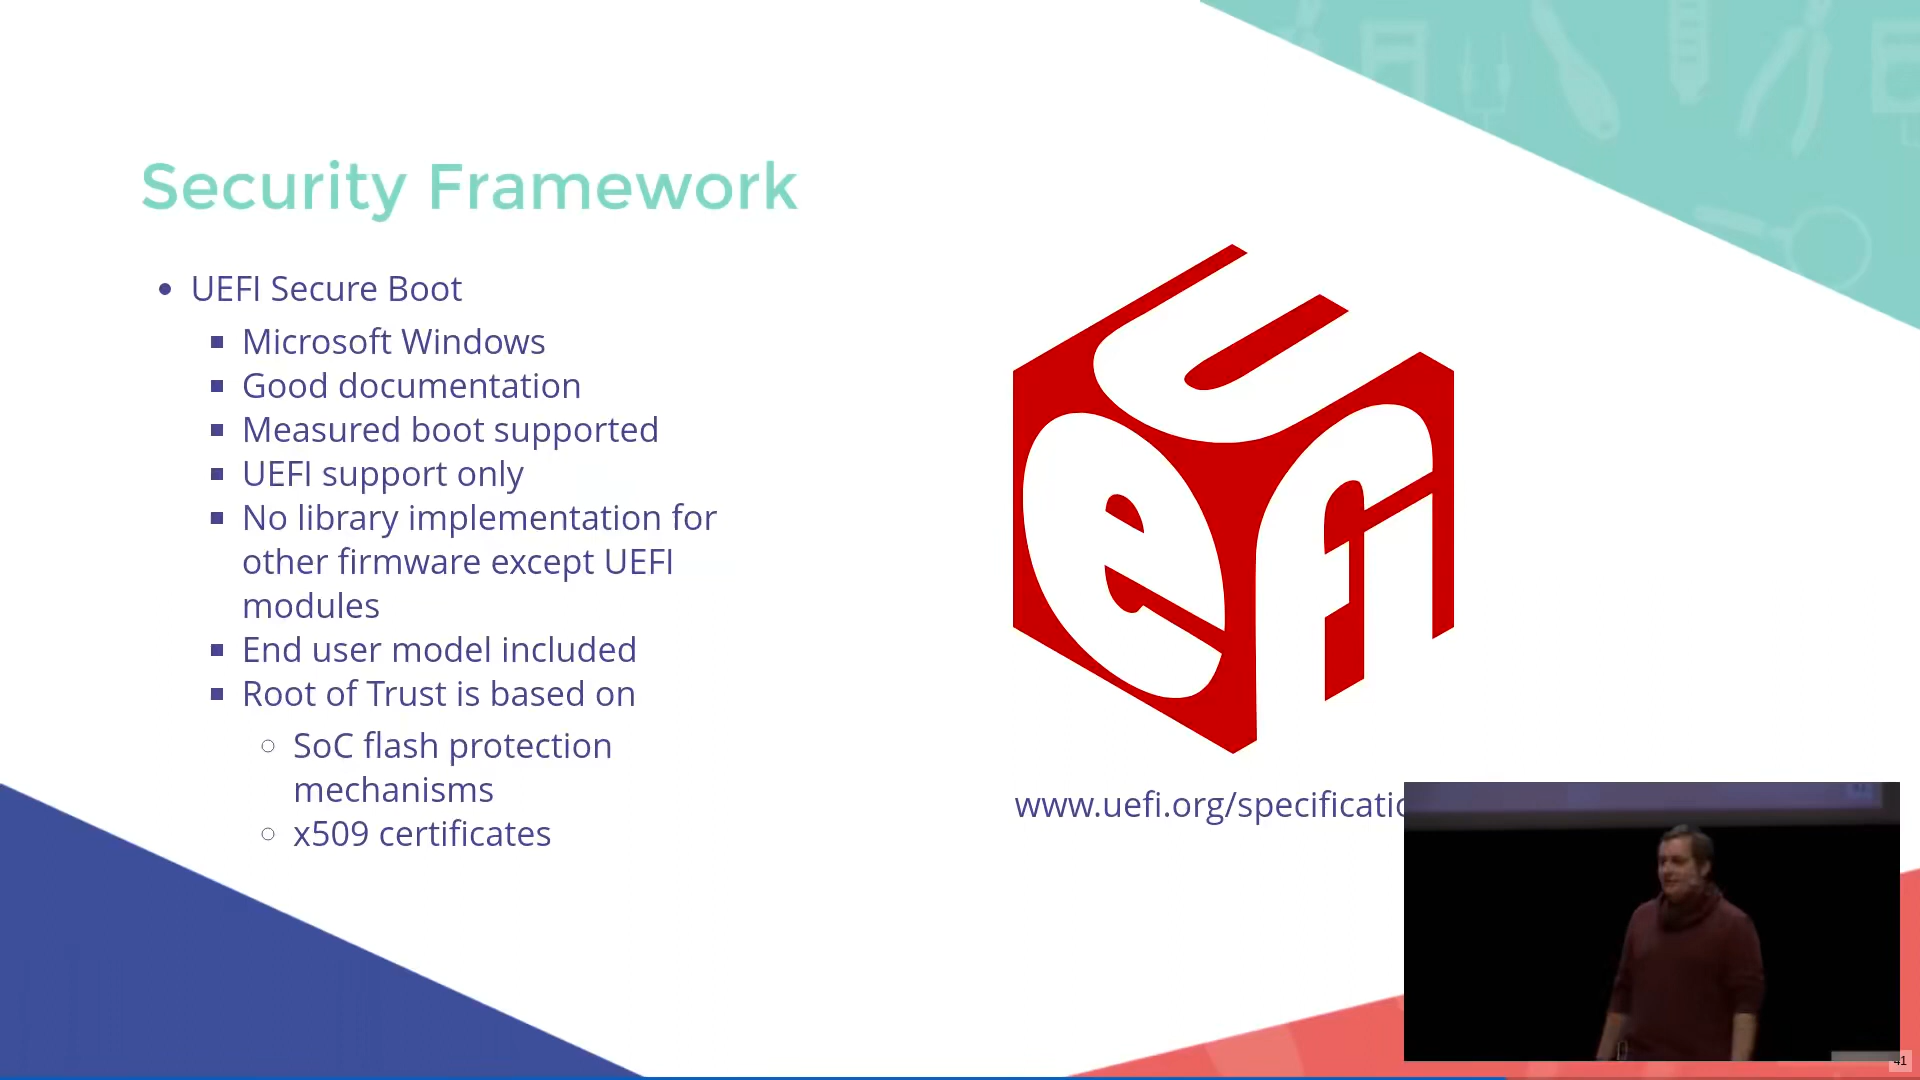 Security Framework
UEFI Secure Boot
Microsoft Windows
Good documentation
Measured boot supported
UEFI support only
No library implementation for
other firmware except UEFI
modules
End user model included
Root of Trust is based on
SoC flash protection
mechanisms
x509 certificates
uefi
www.uefi.org/specificatio
41